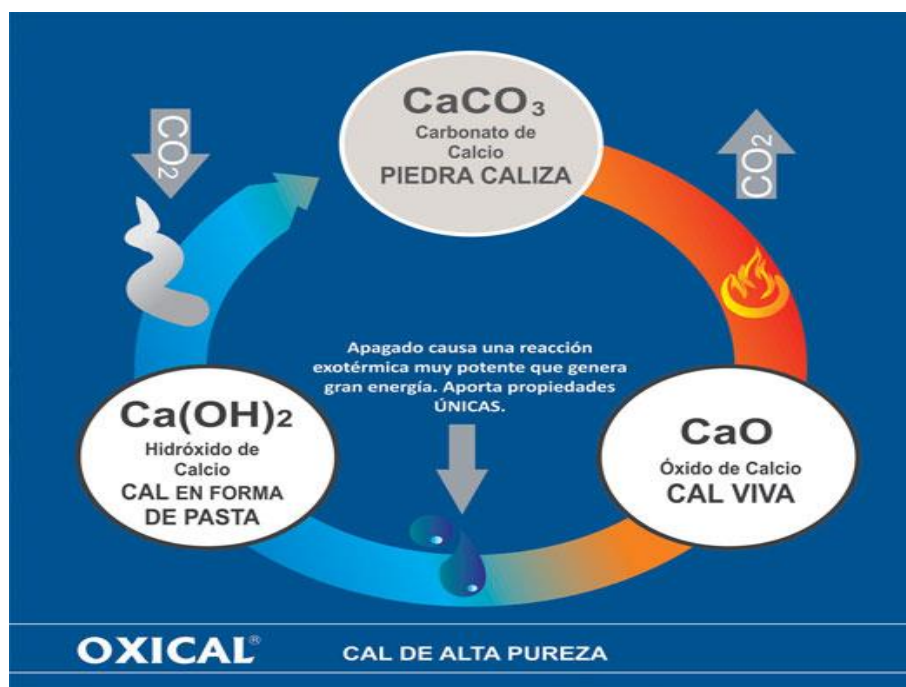 CaCO₃
Carbonato de
Calcio
PIEDRA CALIZA
CO₂
CO₂
Apagado causa una reacción
exotérmica muy potente que genera
gran energía. Aporta propiedades
ÚNICAS.
Ca(OH)₂
Hidróxido de
Calcio
CAL EN FORMA
DE PASTA
CaO
Óxido de Calcio
CAL VIVA
OXICAL®
CAL DE ALTA PUREZA